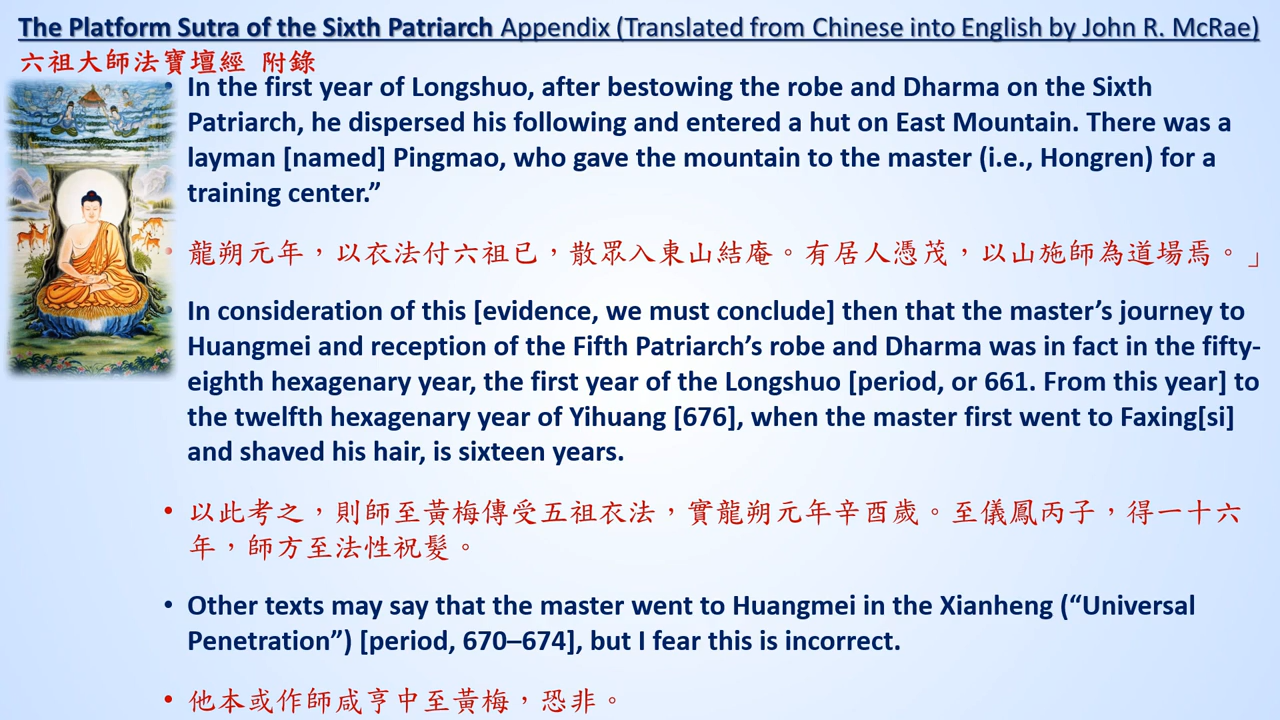 The Platform Sutra of the Sixth Patriarch Appendix (Translated from Chinese into English by John R. McRae)
六祖大師法寶壇經 附錄
• In the first year of Longshuo, after bestowing the robe and Dharma on the Sixth
Patriarch, he dispersed his following and entered a hut on East Mountain. There was a
layman [named] Pingmao, who gave the mountain to the master (i.e., Hongren) for a
training center.”
• 龍朔元年，以衣法付六祖已，散眾入東山結庵。有居人憑茂，以山施師為道場焉。」
• In consideration of this [evidence, we must conclude] then that the master’s journey to
Huangmei and reception of the Fifth Patriarch’s robe and Dharma was in fact in the fifty-
eighth hexagenary year, the first year of the Longshuo [period, or 661. From this year] to
the twelfth hexagenary year of Yihuang [676], when the master first went to Faxing[si]
and shaved his hair, is sixteen years.
• 以此考之，則師至黃梅傳受五祖衣法，實龍朔元年辛酉歲。至儀鳳丙子，得一十六
年，師方至法性祝髮。
• Other texts may say that the master went to Huangmei in the Xianheng (“Universal
Penetration”) [period, 670–674], but I fear this is incorrect.
• 他本或作師咸亨中至黃梅，恐非。